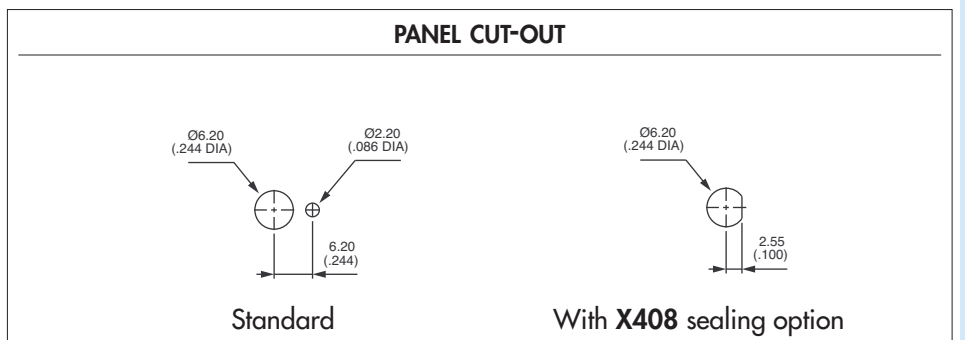 PANEL CUT-OUT
Ø6.20
(.244 DIA)
Ø2.20
(.086 DIA)
6.20
(.244)
Standard
Ø6.20
(.244 DIA)
2.55
(.100)
With X408 sealing option